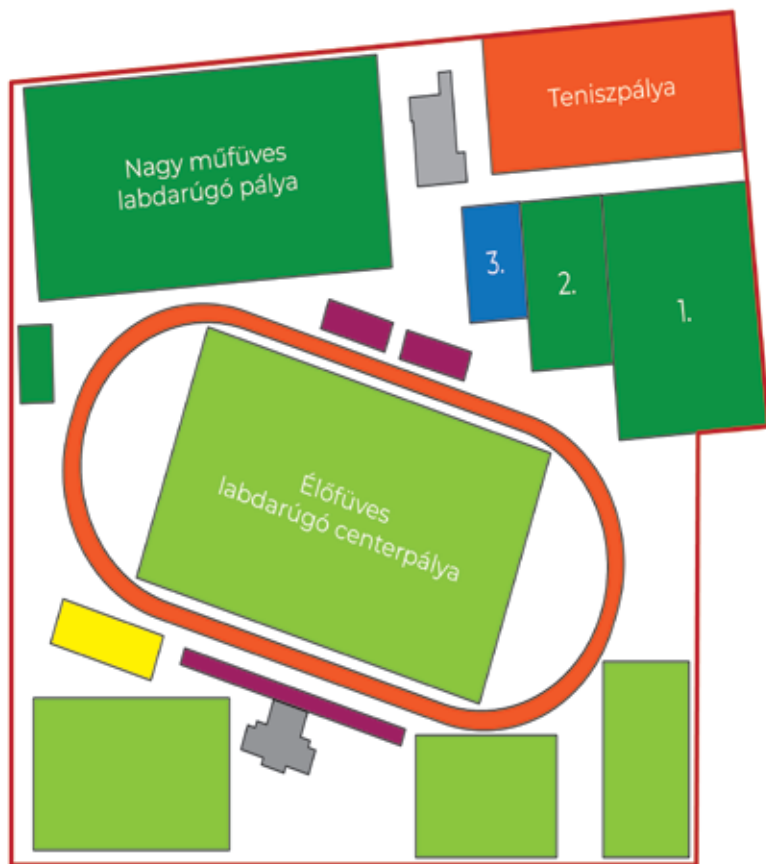 Teniszpálya
Nagy műfüves
labdarúgó pálya
3.
2.
1.
Élőfüves
labdarúgó centerpálya